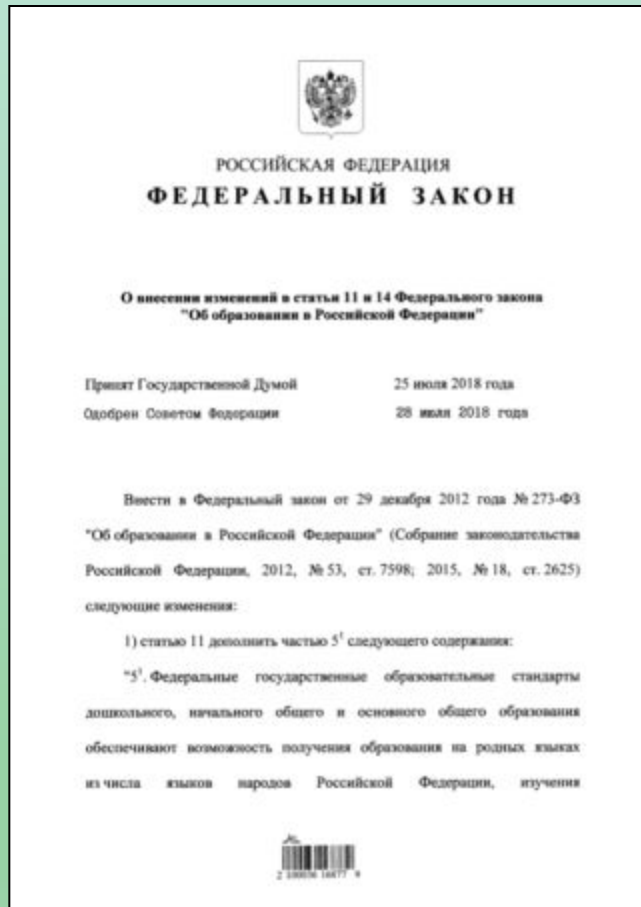 РОССИЙСКАЯ ФЕДЕРАЦИЯ
ФЕДЕРАЛЬНЫЙ ЗАКОН
О внесении изменений в статьи 11 и 14 Федерального закона
"Об образовании в Российской Федерации"
Принят Государственной Думой 25 июля 2018 года
Одобрен Советом Федерации 28 июля 2018 года
Внести в Федеральный закон от 29 декабря 2012 года № 273-ФЗ
"Об образовании в Российской Федерации" (Собрание законодательства
Российской Федерации, 2012, № 53, ст. 7598; 2015, № 18, ст. 2625)
следующие изменения:
1) статью 11 дополнить частью 5¹ следующего содержания:
"5¹. Федеральные государственные образовательные стандарты
дошкольного, начального общего и основного общего образования
обеспечивают возможность получения образования на родных языках
из числа языков народов Российской Федерации, изучения